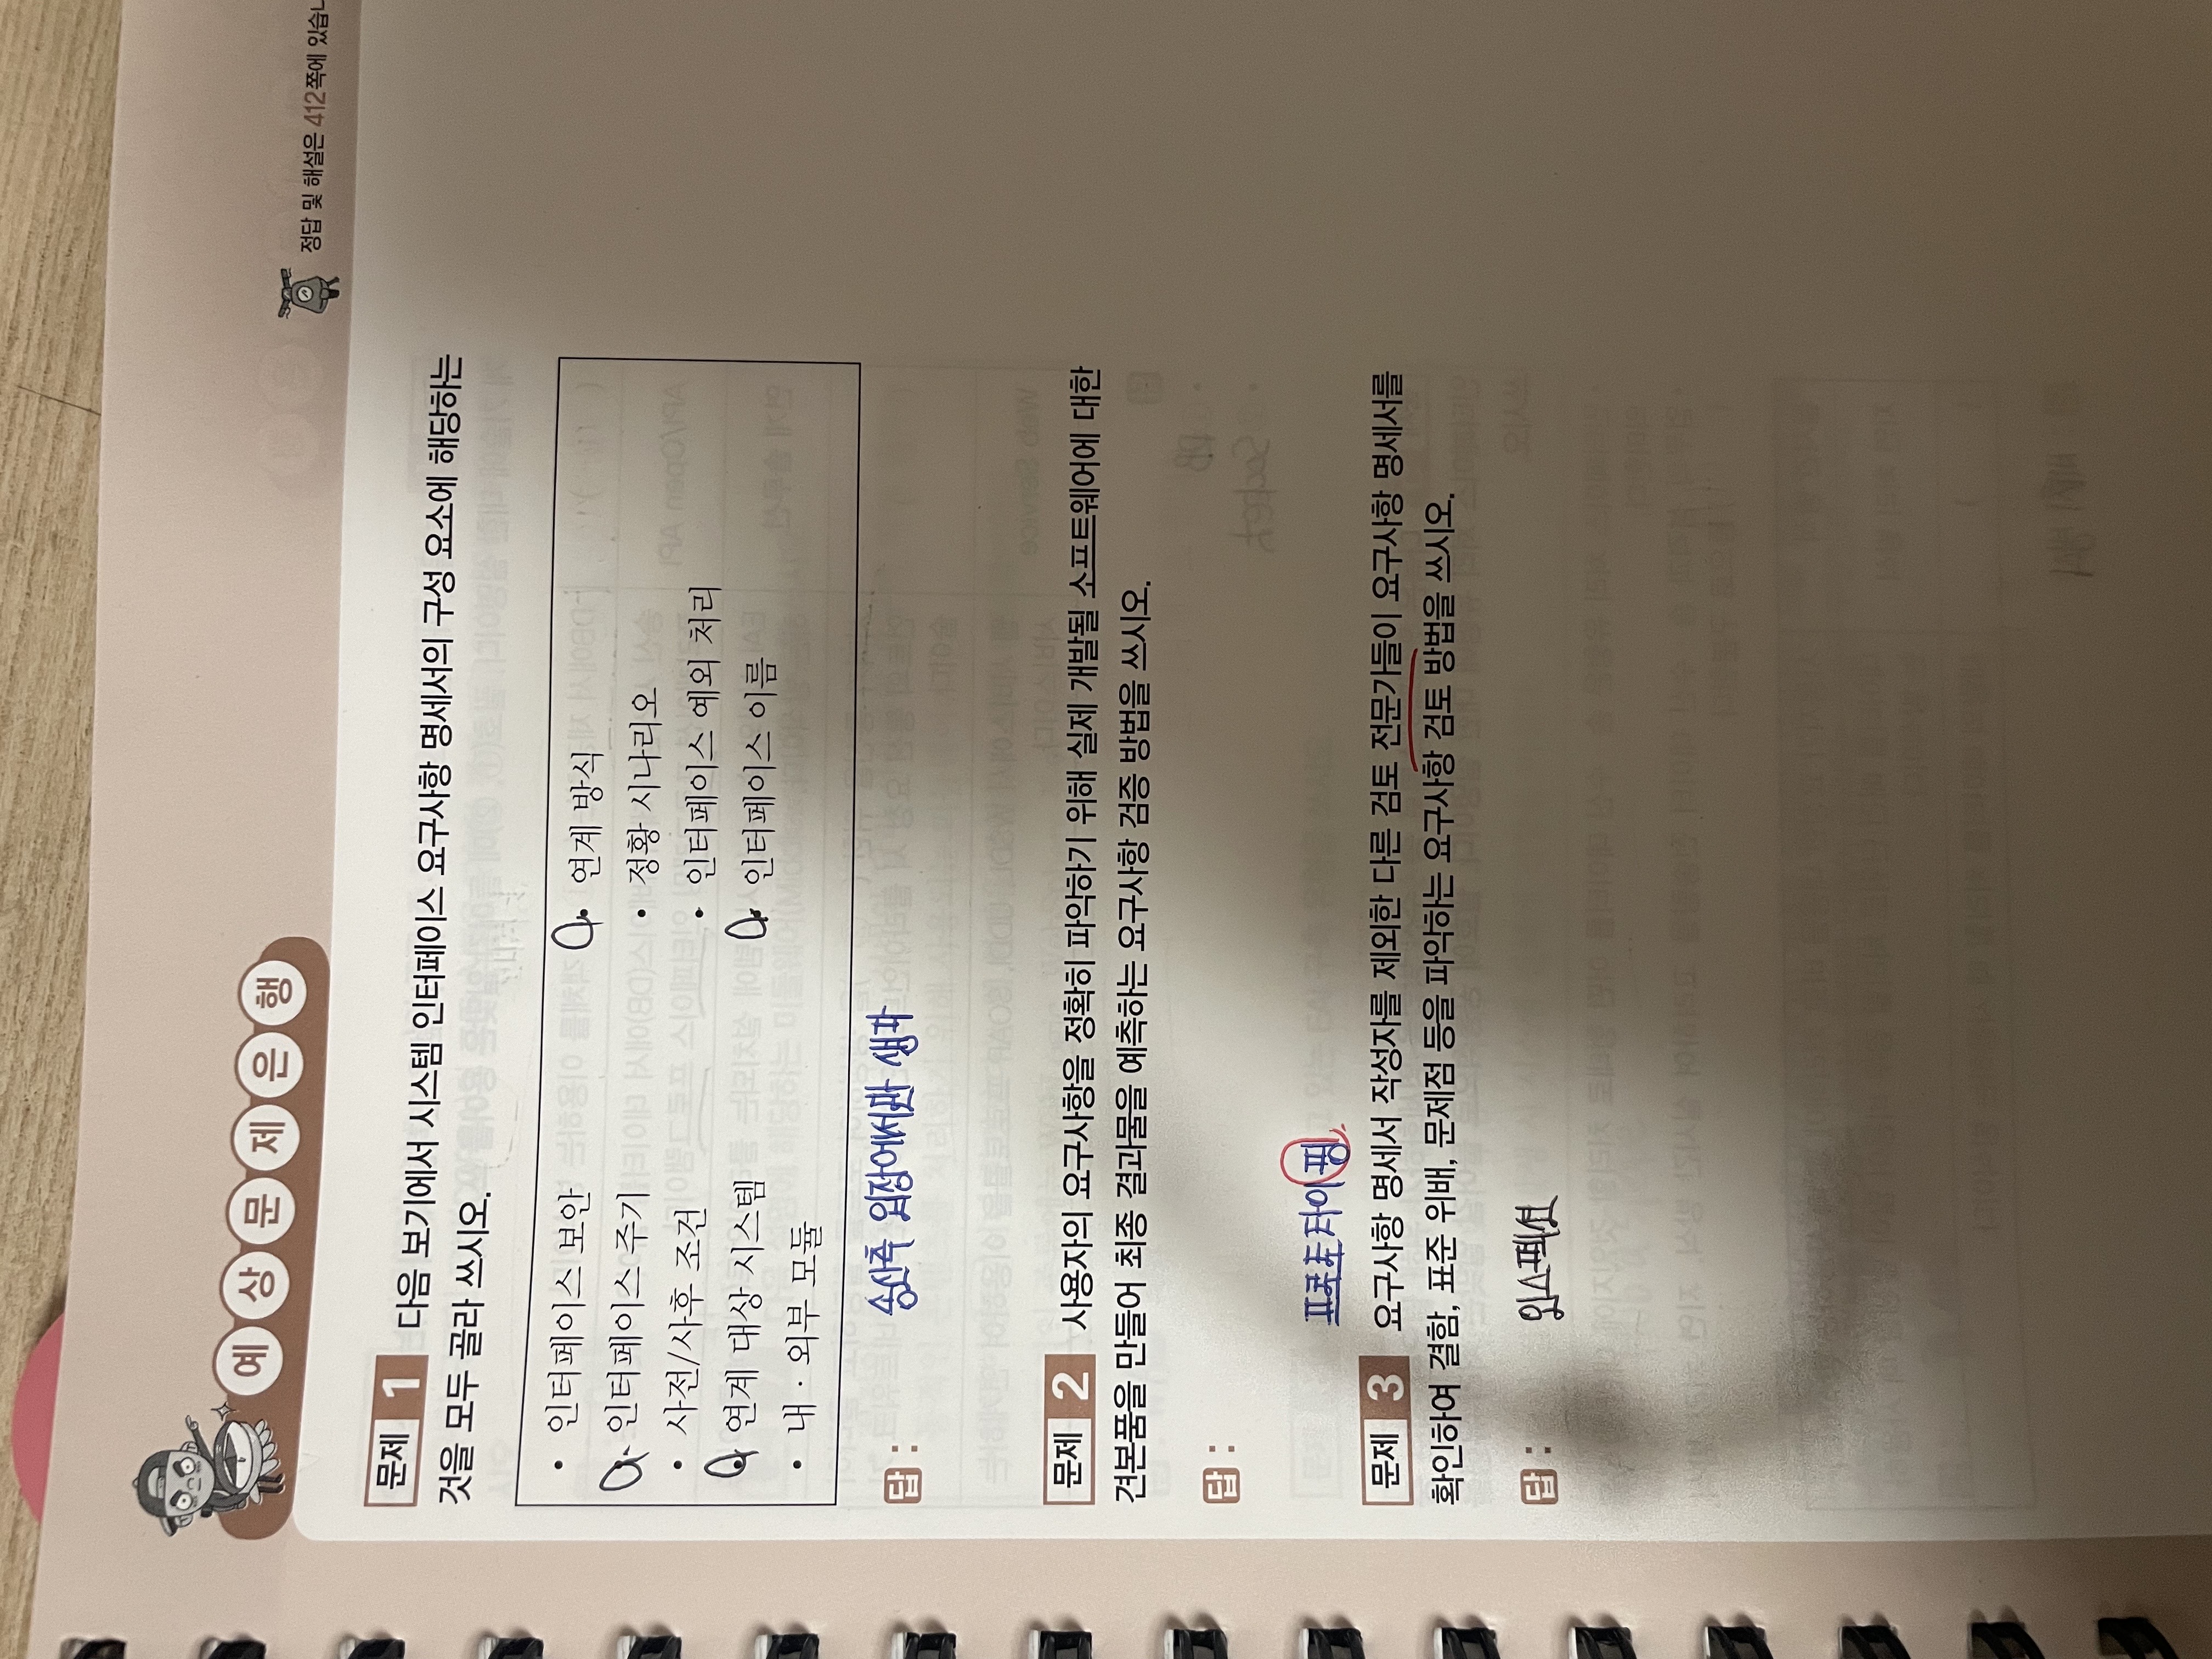 예상문제은행
정답 및 해설은 412쪽에 있습니
문제 1 다음 보기에서 시스템 인터페이스 요구사항 명세서의 구성 요소에 해당하는
것을 모두 골라 쓰시오.
• 인터페이스 보안
• 인터페이스 주기
• 사전/사후 조건
• 연계 대상 시스템
• 내 · 외부 모듈
• 연계 방식
• 정황 시나리오
• 인터페이스 예외 처리
• 인터페이스 이름
답 : 송신측 입장에서만 생각
문제 2 사용자의 요구사항을 정확히 파악하기 위해 실제 개발될 소프트웨어에 대한
견본품을 만들어 최종 결과물을 예측하는 요구사항 검증 방법을 쓰시오.
답 :
프로토타이핑
문제 3 요구사항 명세서 작성자를 제외한 다른 검토 전문가들이 요구사항 명세서를
확인하여 결함, 표준 위배, 문제점 등을 파악하는 요구사항 검토 방법을 쓰시오.
답 : 인스펙션